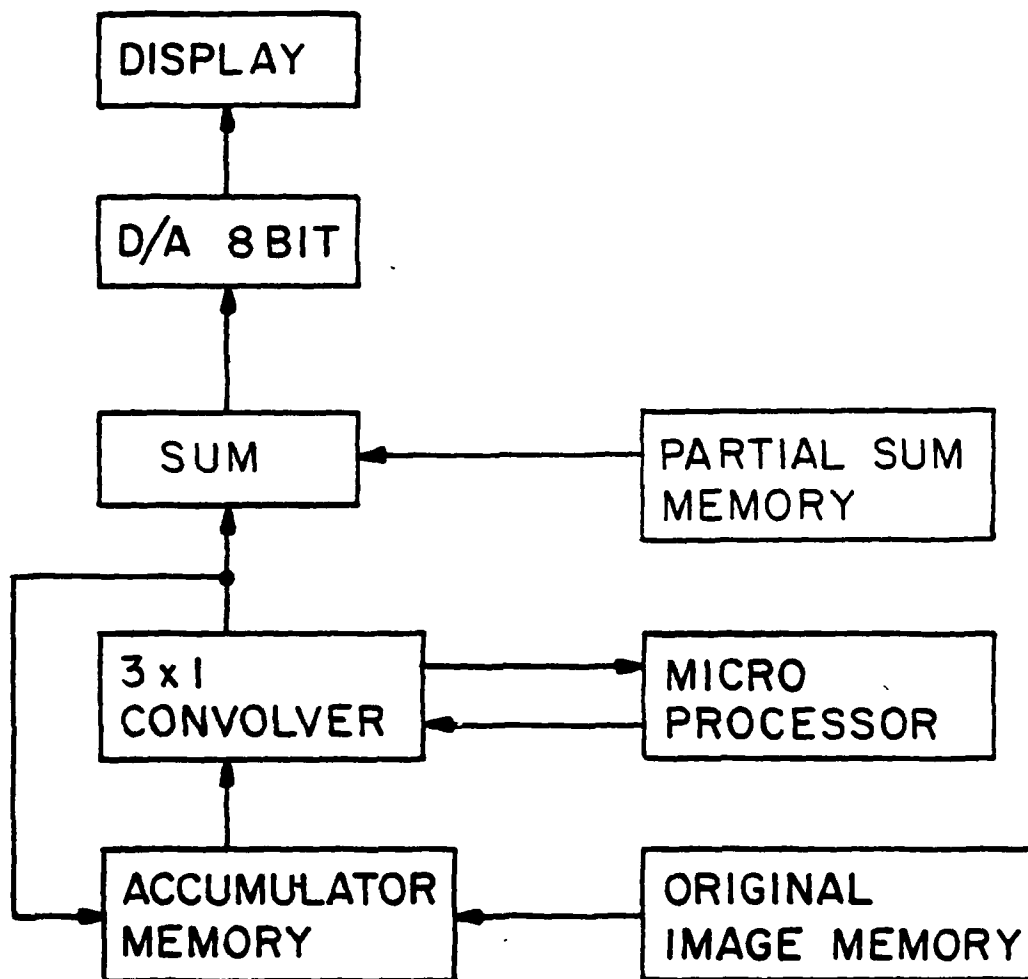 DISPLAY
D/A 8 BIT
SUM
PARTIAL SUM
MEMORY
3 x 1
CONVOLVER
MICRO
PROCESSOR
ACCUMULATOR
MEMORY
ORIGINAL
IMAGE MEMORY